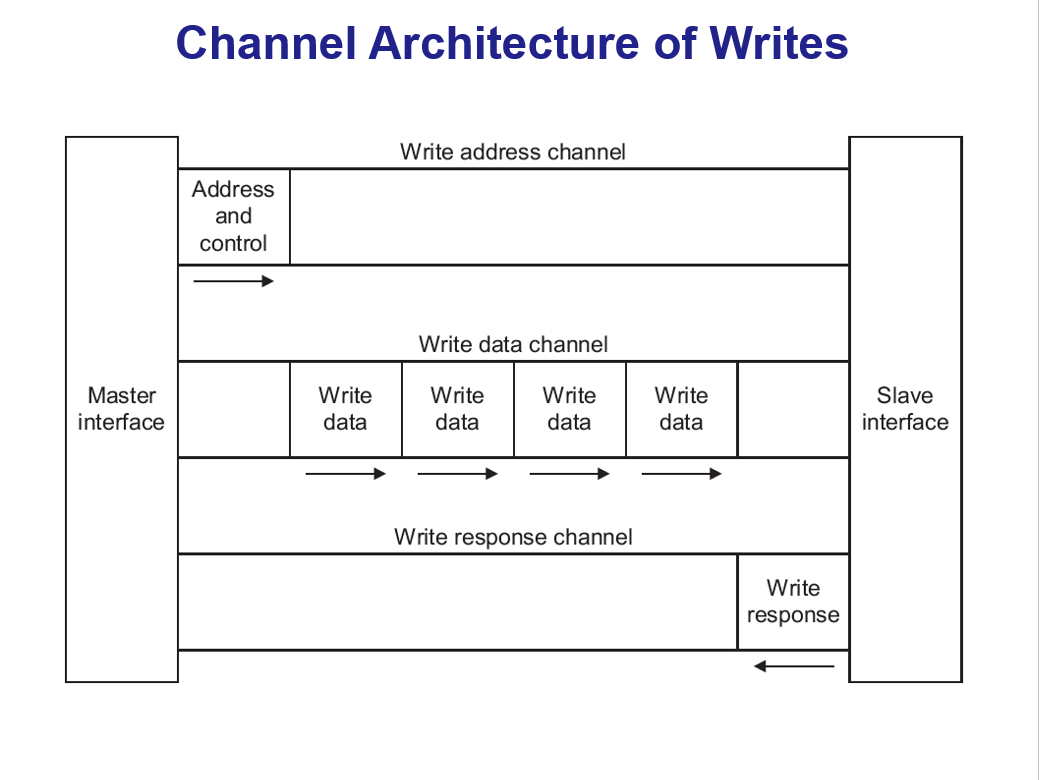 Channel Architecture of Writes
Write address channel
Address
and
control
Write data channel
Master
interface
Write
data
Write
data
Write
data
Write
data
Slave
interface
Write response channel
Write
response